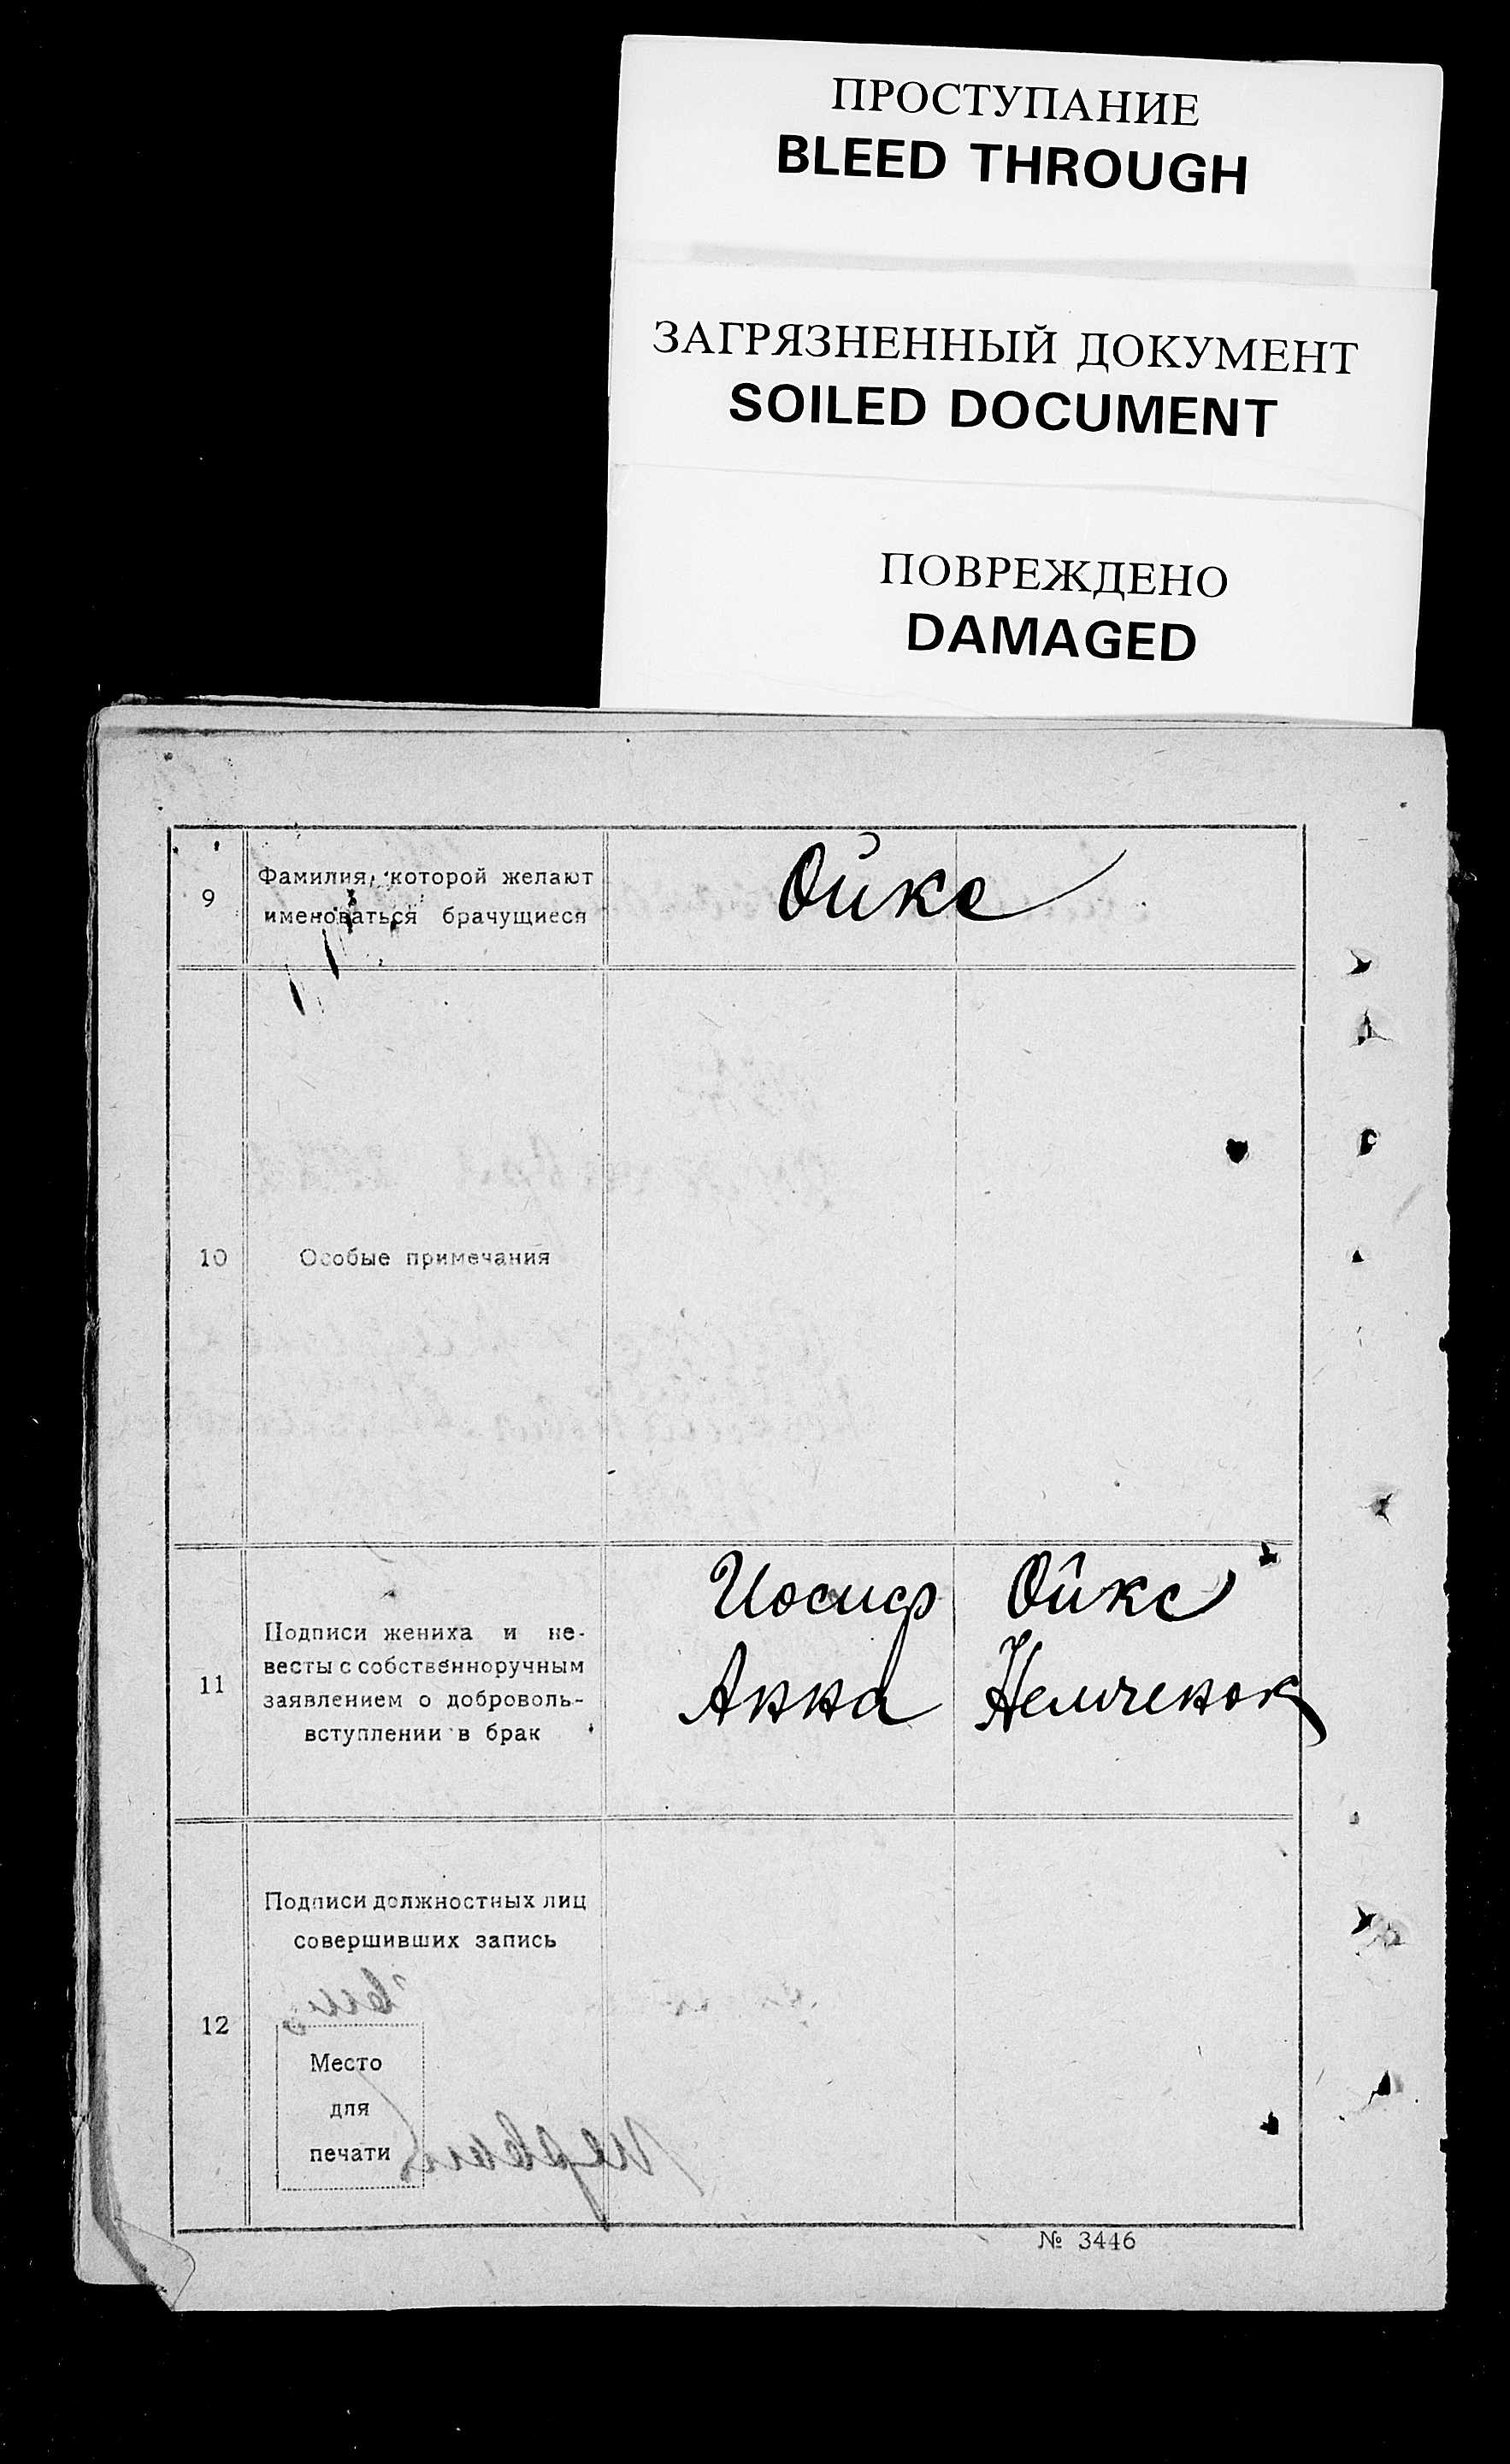 ПРОСТУПАНИЕ
BLEED THROUGH
ЗАГРЯЗНЕННЫЙ ДОКУМЕНТ
SOILED DOCUMENT
ПОВРЕЖДЕНО
DAMAGED
9
Фамилия, которой желают
именоваться брачущиеся
Ойкс
10
Особые примечания
11
Подписи жениха и не-
весты с собственноручным
заявлением о доброволь-
вступлении в брак
Иосиф Ойкс
Анна Немченок
12
Подписи должностных лиц
совершивших запись
Место
для
печати
№ 3446